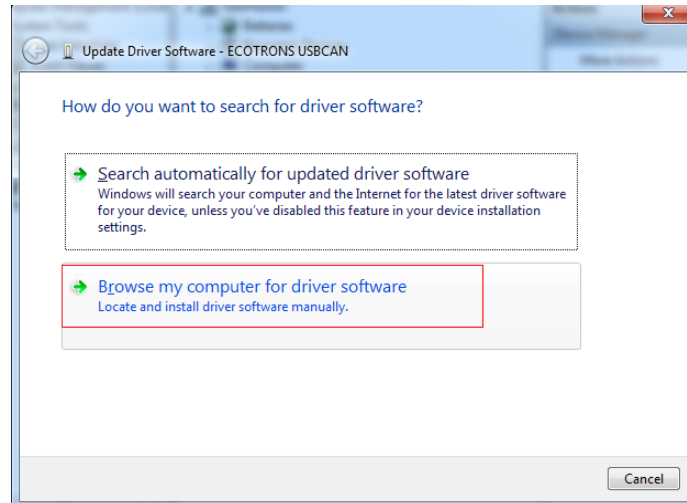 Update Driver Software - ECOTRONS USBCAN
How do you want to search for driver software?
Search automatically for updated driver software
Windows will search your computer and the Internet for the latest driver software
for your device, unless you've disabled this feature in your device installation
settings.
Browse my computer for driver software
Locate and install driver software manually.
Cancel